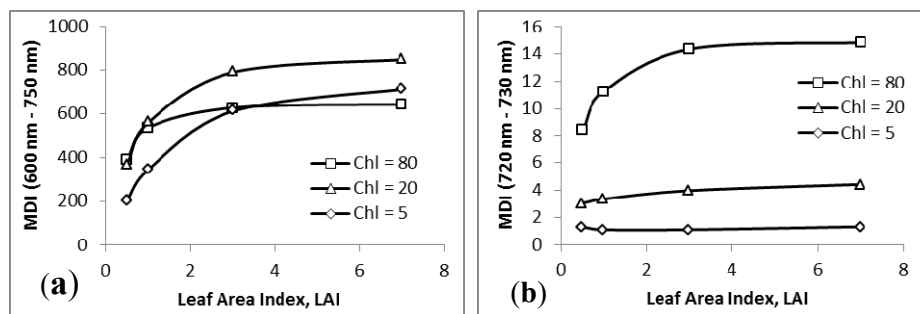 MDI (600 nm - 750 nm)
1000
800
600
400
200
0
Chl = 80
Chl = 20
Chl = 5
0
2
4
6
8
Leaf Area Index, LAI
(a)
MDI (720 nm - 730 nm)
16
14
12
10
8
6
4
2
0
Chl = 80
Chl = 20
Chl = 5
0
2
4
6
8
Leaf Area Index, LAI
(b)